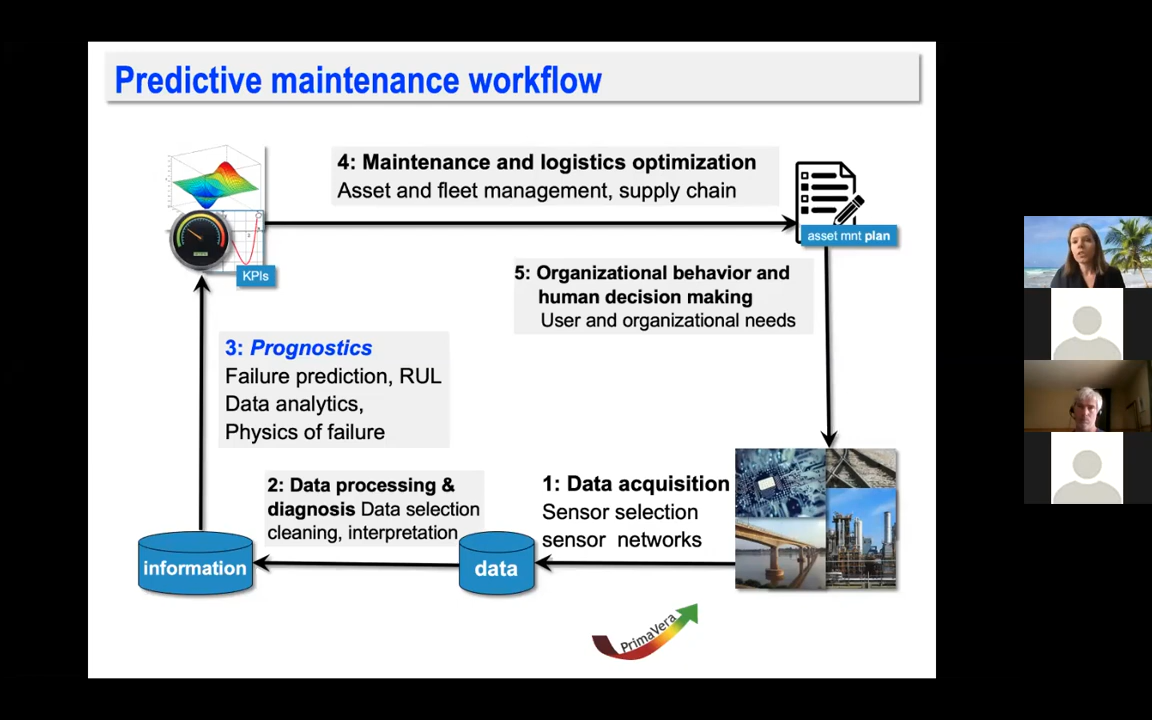 Predictive maintenance workflow
4: Maintenance and logistics optimization
Asset and fleet management, supply chain
asset mnt plan
KPIs
5: Organizational behavior and
human decision making
User and organizational needs
3: Prognostics
Failure prediction, RUL
Data analytics,
Physics of failure
2: Data processing &
diagnosis Data selection
cleaning, interpretation
1: Data acquisition
Sensor selection
sensor networks
information
data
PrimaVera